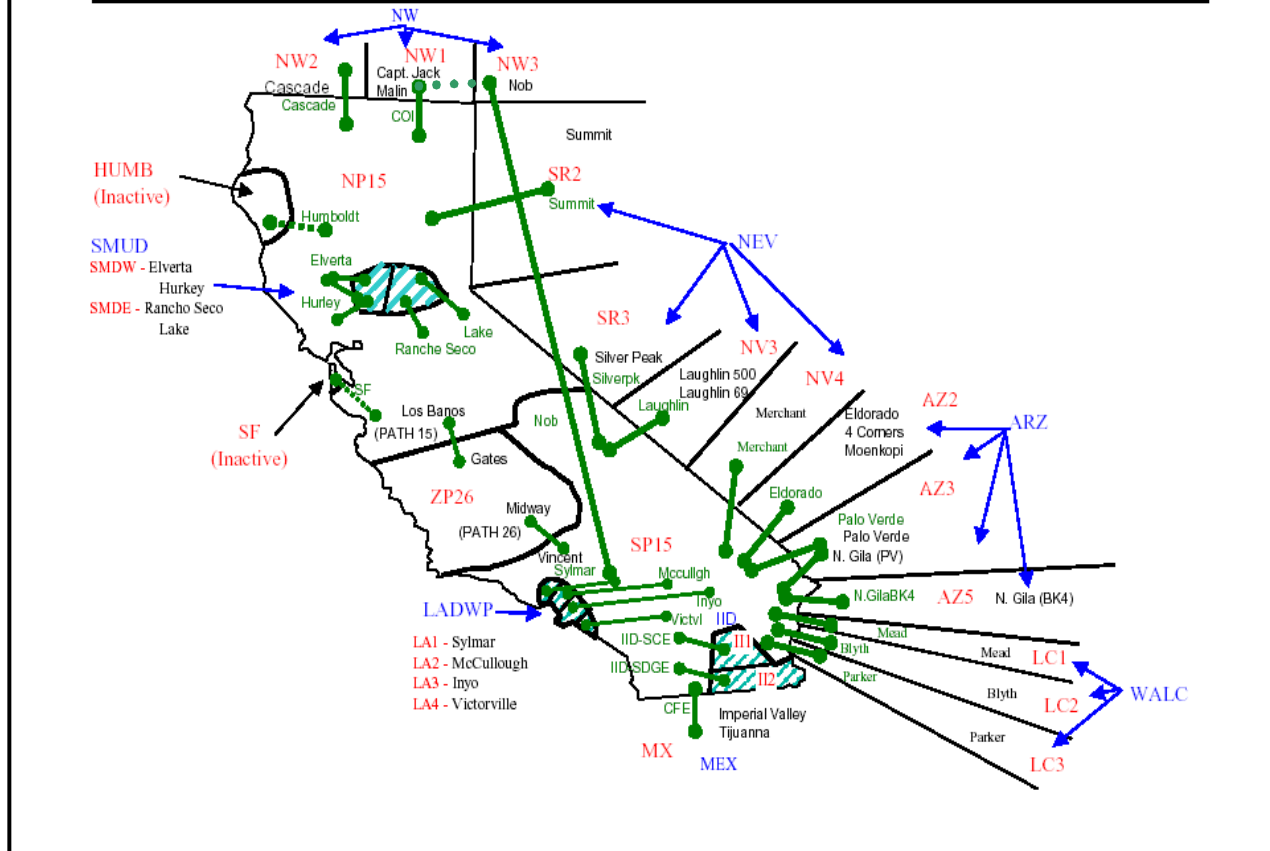 NW
NW2
NW1
NW3
Capt. Jack
Malin
Nob
Cascade
Cascade
COI
Summit
HUMB
(Inactive)
NP15
SR2
Summit
Humboldt
SMUD
SMDW - Elverta
Hurkey
SMDE - Rancho Seco
Lake
NEV
Elverta
Hurley
Lake
Ranche Seco
SR3
Silver Peak
Silverpk
NV3
Laughlin 500
Laughlin 69
Laughlin
NV4
Merchant
Merchant
SF
SF
(Inactive)
Los Banos
(PATH 15)
Gates
Nob
AZ2
Eldorado
4 Corners
Moenkopi
ARZ
AZ3
Eldorado
ZP26
Midway
(PATH 26)
Vincent
Sylmar
SP15
Palo Verde
Palo Verde
N. Gila (PV)
Mccullgh
Inyo
Victvl
N.GilaBK4
AZ5
N. Gila (BK4)
LADWP
LA1 - Sylmar
LA2 - McCullough
LA3 - Inyo
LA4 - Victorville
IID
IID-SCE
II1
IID-SDGE
II2
Mead
Blyth
Parker
Mead
LC1
Blyth
LC2
WALC
Parker
LC3
CFE
Imperial Valley
Tijuanna
MX
MEX